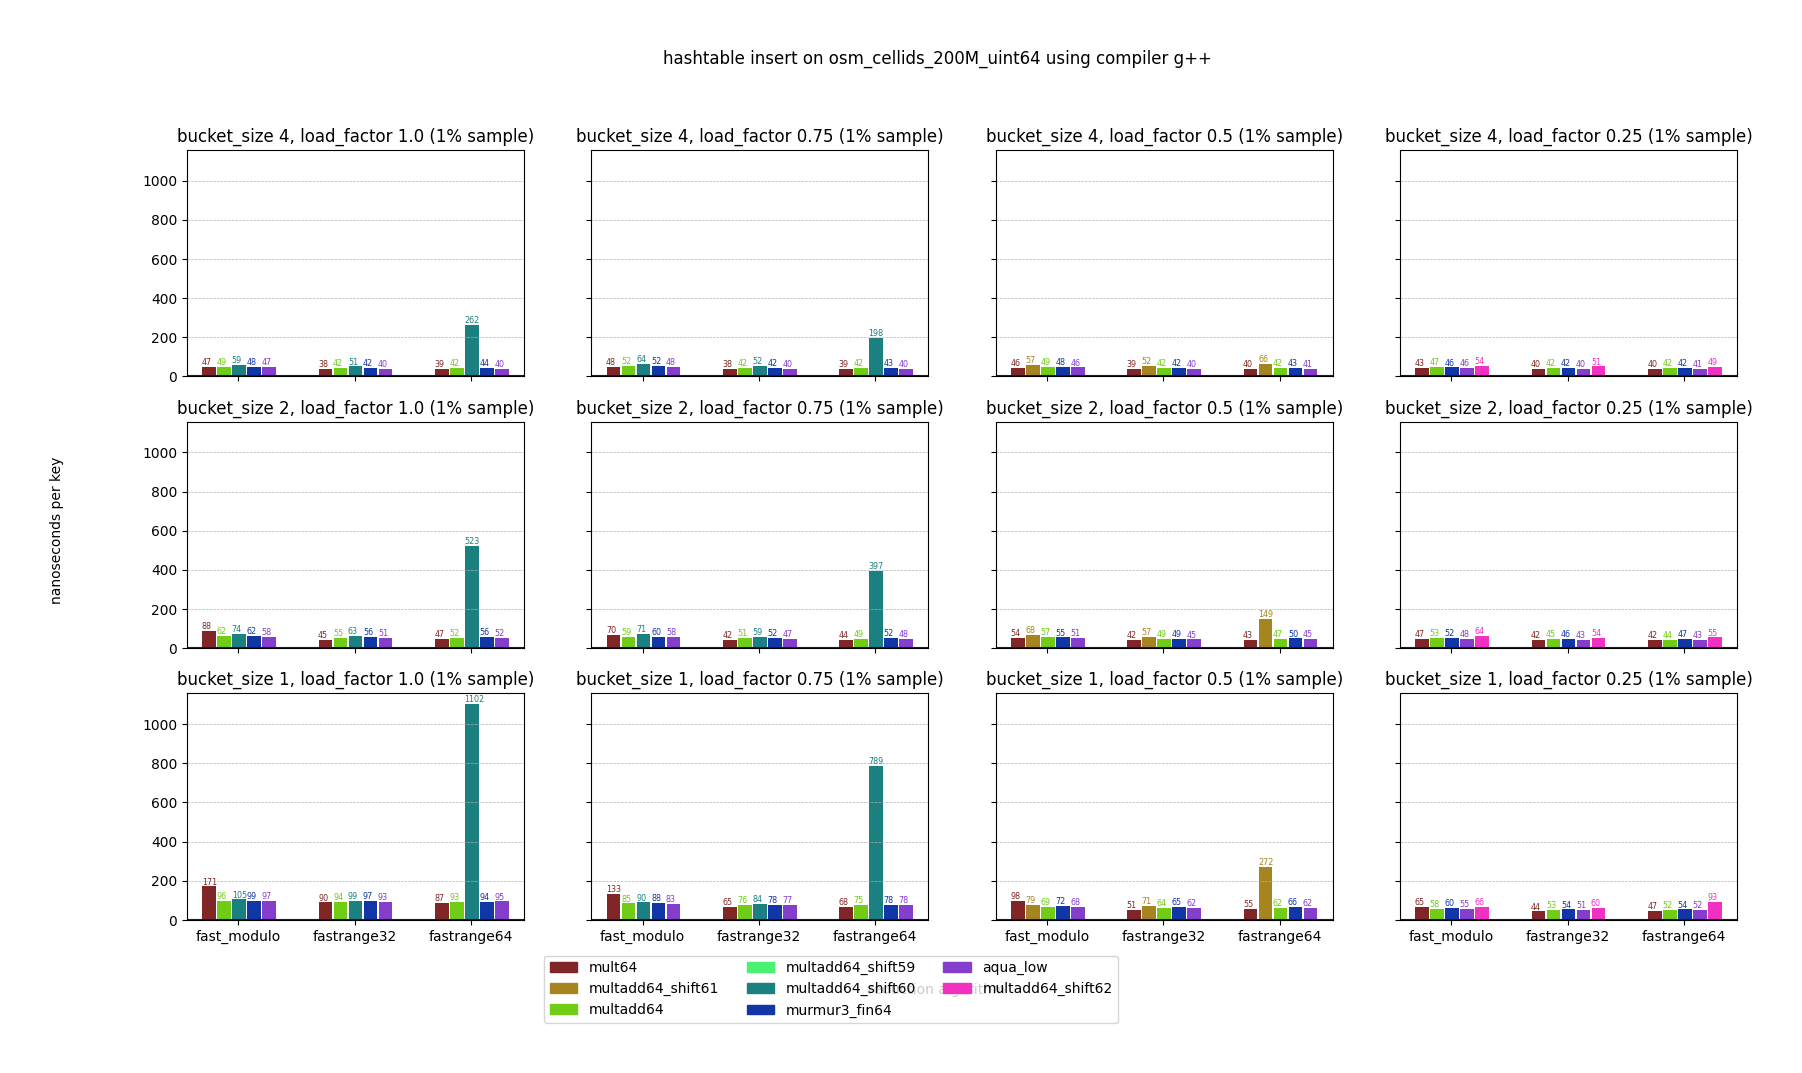 hashtable insert on osm_cellids_200M_uint64 using compiler g++
bucket_size 4, load_factor 1.0 (1% sample)
1000
800
600
400
200
0
47 49 59 48 47
38 42 51 42 40
39 42 262 44 40
bucket_size 4, load_factor 0.75 (1% sample)
48 52 64 52 48
38 42 52 42 40
39 42 198 43 40
bucket_size 4, load_factor 0.5 (1% sample)
46 57 49 48 46
39 52 42 42 40
40 66 42 43 41
bucket_size 4, load_factor 0.25 (1% sample)
43 47 46 46 54
40 42 42 40 51
40 42 42 41 49
nanoseconds per key
bucket_size 2, load_factor 1.0 (1% sample)
1000
800
600
400
200
0
88 62 74 62 58
45 55 63 56 51
47 52 523 56 52
bucket_size 2, load_factor 0.75 (1% sample)
70 59 71 60 58
42 51 59 52 47
44 49 397 52 48
bucket_size 2, load_factor 0.5 (1% sample)
54 68 57 55 51
42 57 49 49 45
43 149 47 50 45
bucket_size 2, load_factor 0.25 (1% sample)
47 53 52 48 64
42 45 46 43 54
42 44 47 43 55
bucket_size 1, load_factor 1.0 (1% sample)
1000
800
600
400
200
0
171 96 105 99 97
90 94 99 97 93
87 93 1102 94 95
fast_modulo fastrange32 fastrange64
bucket_size 1, load_factor 0.75 (1% sample)
133 85 90 88 83
65 76 84 78 77
68 75 789 78 78
fast_modulo fastrange32 fastrange64
bucket_size 1, load_factor 0.5 (1% sample)
98 79 69 72 68
51 71 64 65 62
55 272 62 66 62
fast_modulo fastrange32 fastrange64
bucket_size 1, load_factor 0.25 (1% sample)
65 58 60 55 66
44 53 54 51 60
47 52 54 52 93
fast_modulo fastrange32 fastrange64
mult64
multadd64_shift61
multadd64
multadd64_shift59
multadd64_shift60
murmur3_fin64
aqua_low
multadd64_shift62